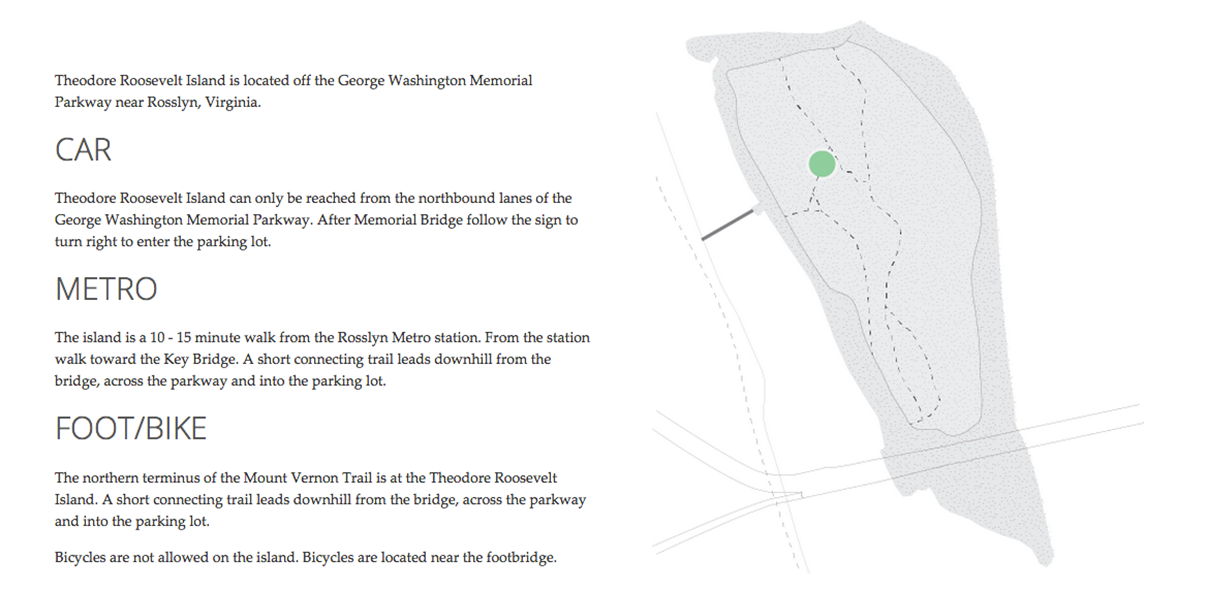 Theodore Roosevelt Island is located off the George Washington Memorial
Parkway near Rosslyn, Virginia.
CAR
Theodore Roosevelt Island can only be reached from the northbound lanes of the
George Washington Memorial Parkway. After Memorial Bridge follow the sign to
turn right to enter the parking lot.
METRO
The island is a 10 - 15 minute walk from the Rosslyn Metro station. From the station
walk toward the Key Bridge. A short connecting trail leads downhill from the
bridge, across the parkway and into the parking lot.
FOOT/BIKE
The northern terminus of the Mount Vernon Trail is at the Theodore Roosevelt
Island. A short connecting trail leads downhill from the bridge, across the parkway
and into the parking lot.
Bicycles are not allowed on the island. Bicycles are located near the footbridge.